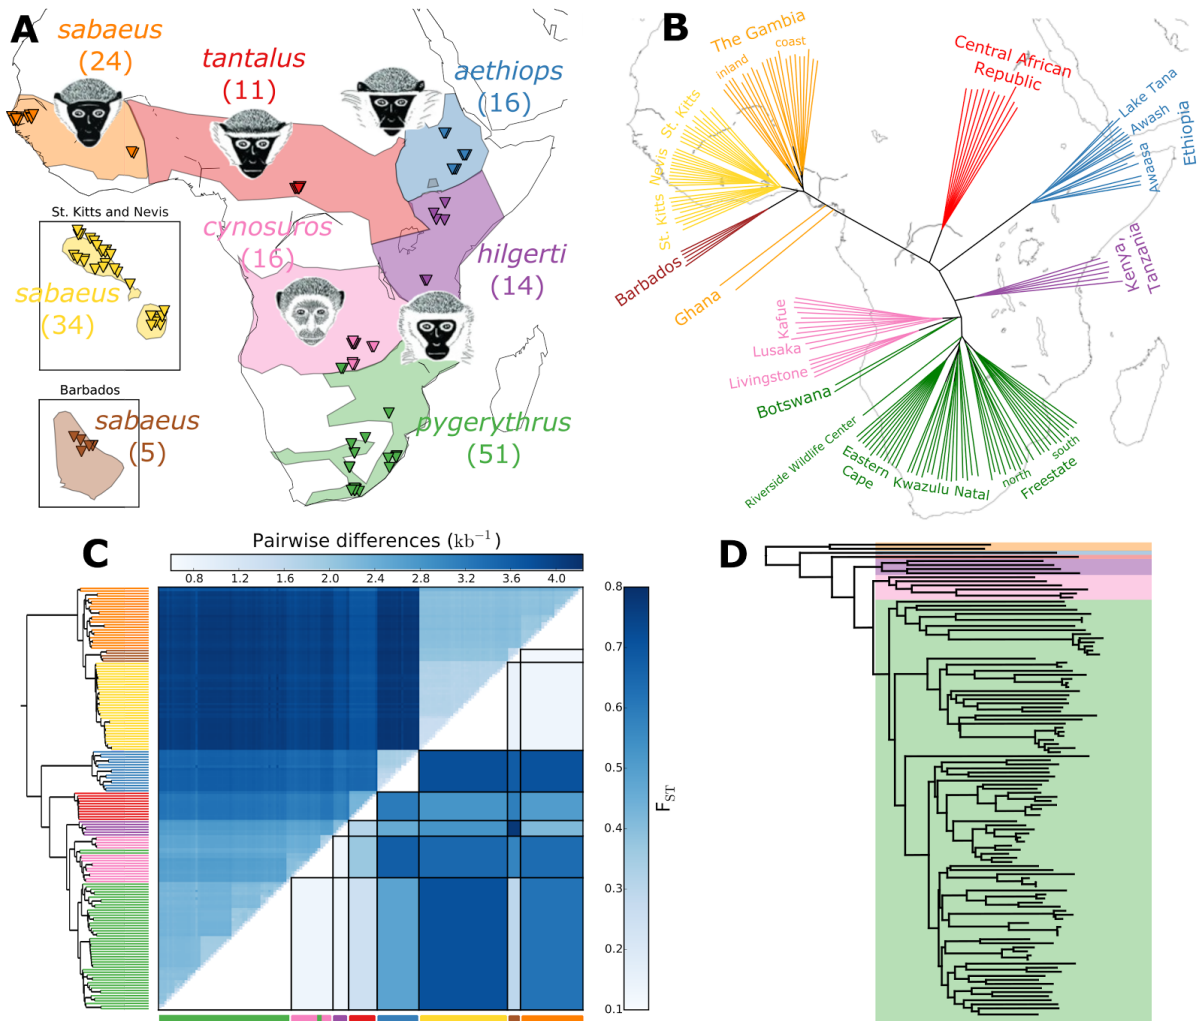 A
sabaeus
(24)
tantalus
(11)
aethiops
(16)
cynosuros
(16)
hilgerti
(14)
St. Kitts and Nevis
sabaeus
(34)
Barbados
sabaeus
(5)
pygerythrus
(51)
B
The Gambia
inland
coast
St. Kitts
Nevis
St. Kitts
Barbados
Ghana
Central African
Republic
Lake Tana
Awash
Awasa
Ethiopia
Kenya,
Tanzania
Kafue
Lusaka
Livingstone
Botswana
Riverside Wildlife Center
Eastern
Cape
Kwazulu Natal
north
south
Freestate
C
Pairwise differences (kb⁻¹)
0.8 1.2 1.6 2.0 2.4 2.8 3.2 3.6 4.0
0.8
0.7
0.6
0.5
0.4
0.3
0.2
0.1
FST
D